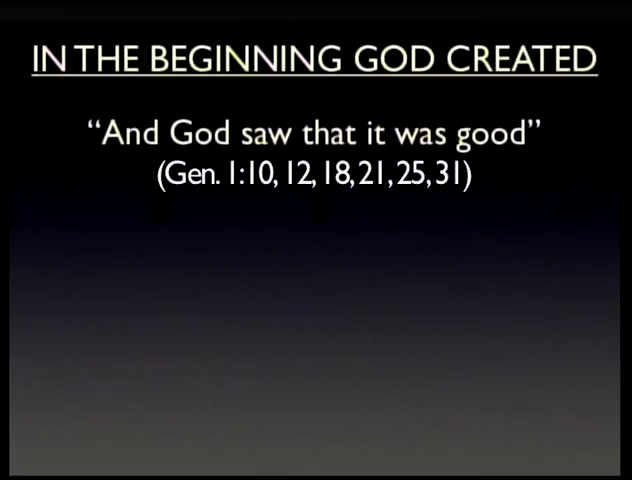 IN THE BEGINNING GOD CREATED
“And God saw that it was good”
(Gen. 1:10, 12, 18, 21, 25, 31)